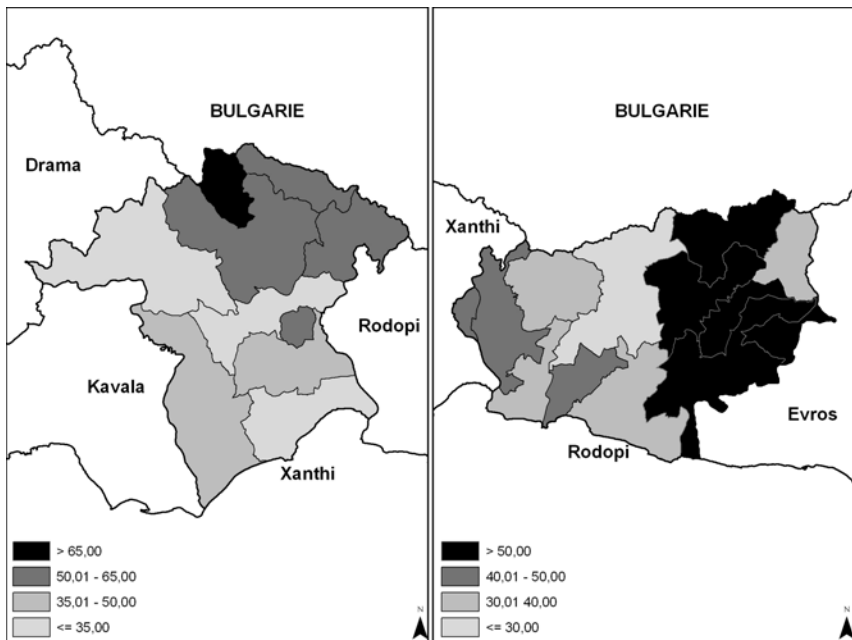 BULGARIE
Drama
Rodopi
Kavala
Xanthi
> 65,00
50,01 - 65,00
35,01 - 50,00
<= 35,00
N
BULGARIE
Xanthi
Evros
Rodopi
> 50,00
40,01 - 50,00
30,01 40,00
<= 30,00
N